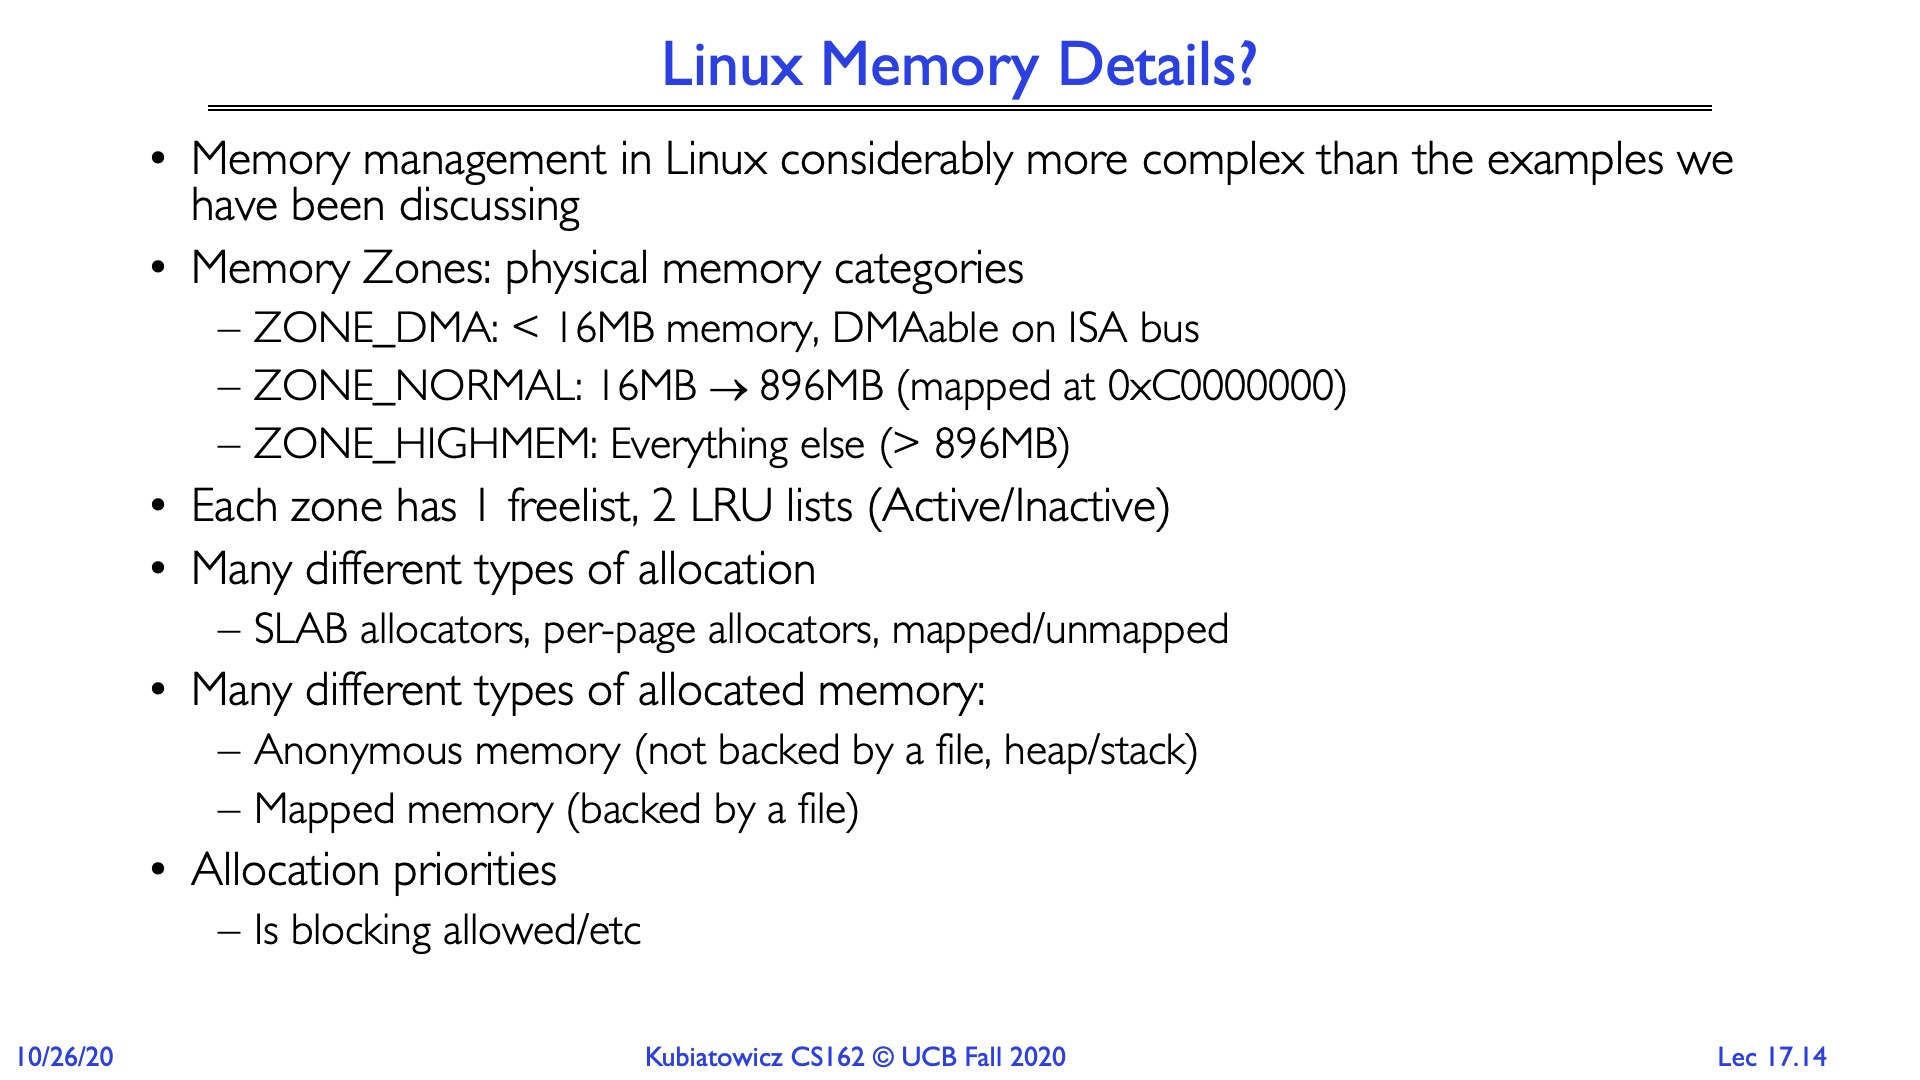 Linux Memory Details?
• Memory management in Linux considerably more complex than the examples we
have been discussing
• Memory Zones: physical memory categories
– ZONE_DMA: < 16MB memory, DMAable on ISA bus
– ZONE_NORMAL: 16MB → 896MB (mapped at 0xC0000000)
– ZONE_HIGHMEM: Everything else (> 896MB)
• Each zone has 1 freelist, 2 LRU lists (Active/Inactive)
• Many different types of allocation
– SLAB allocators, per-page allocators, mapped/unmapped
• Many different types of allocated memory:
– Anonymous memory (not backed by a file, heap/stack)
– Mapped memory (backed by a file)
• Allocation priorities
– Is blocking allowed/etc
10/26/20
Kubiatowicz CS162 © UCB Fall 2020
Lec 17.14